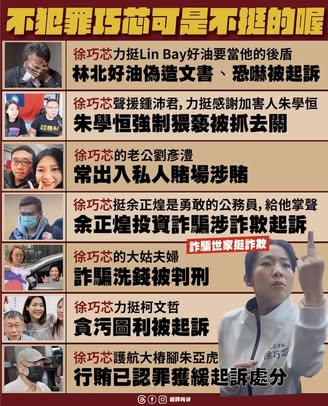 不犯罪巧芯可是不挺的喔
徐巧芯力挺Lin Bay好油要當他的後盾
林北好油偽造文書、恐嚇被起訴
徐巧芯聲援鍾沛君,力挺感謝加害人朱學恒
朱學恒強制猥褻被抓去關
徐巧芯的老公劉彥澧
常出入私人賭場涉賭
徐巧芯挺余正煌是勇敢的公務員,給他掌聲
余正煌投資詐騙涉詐欺起訴
詐騙世家挺詐欺
徐巧芯的大姑夫婦
詐騙洗錢被判刑
徐巧芯力挺柯文哲
貪污圖利被起訴
徐巧芯護航大樁腳朱亞虎
行賄已認罪獲緩起訴處分
徐巧芯